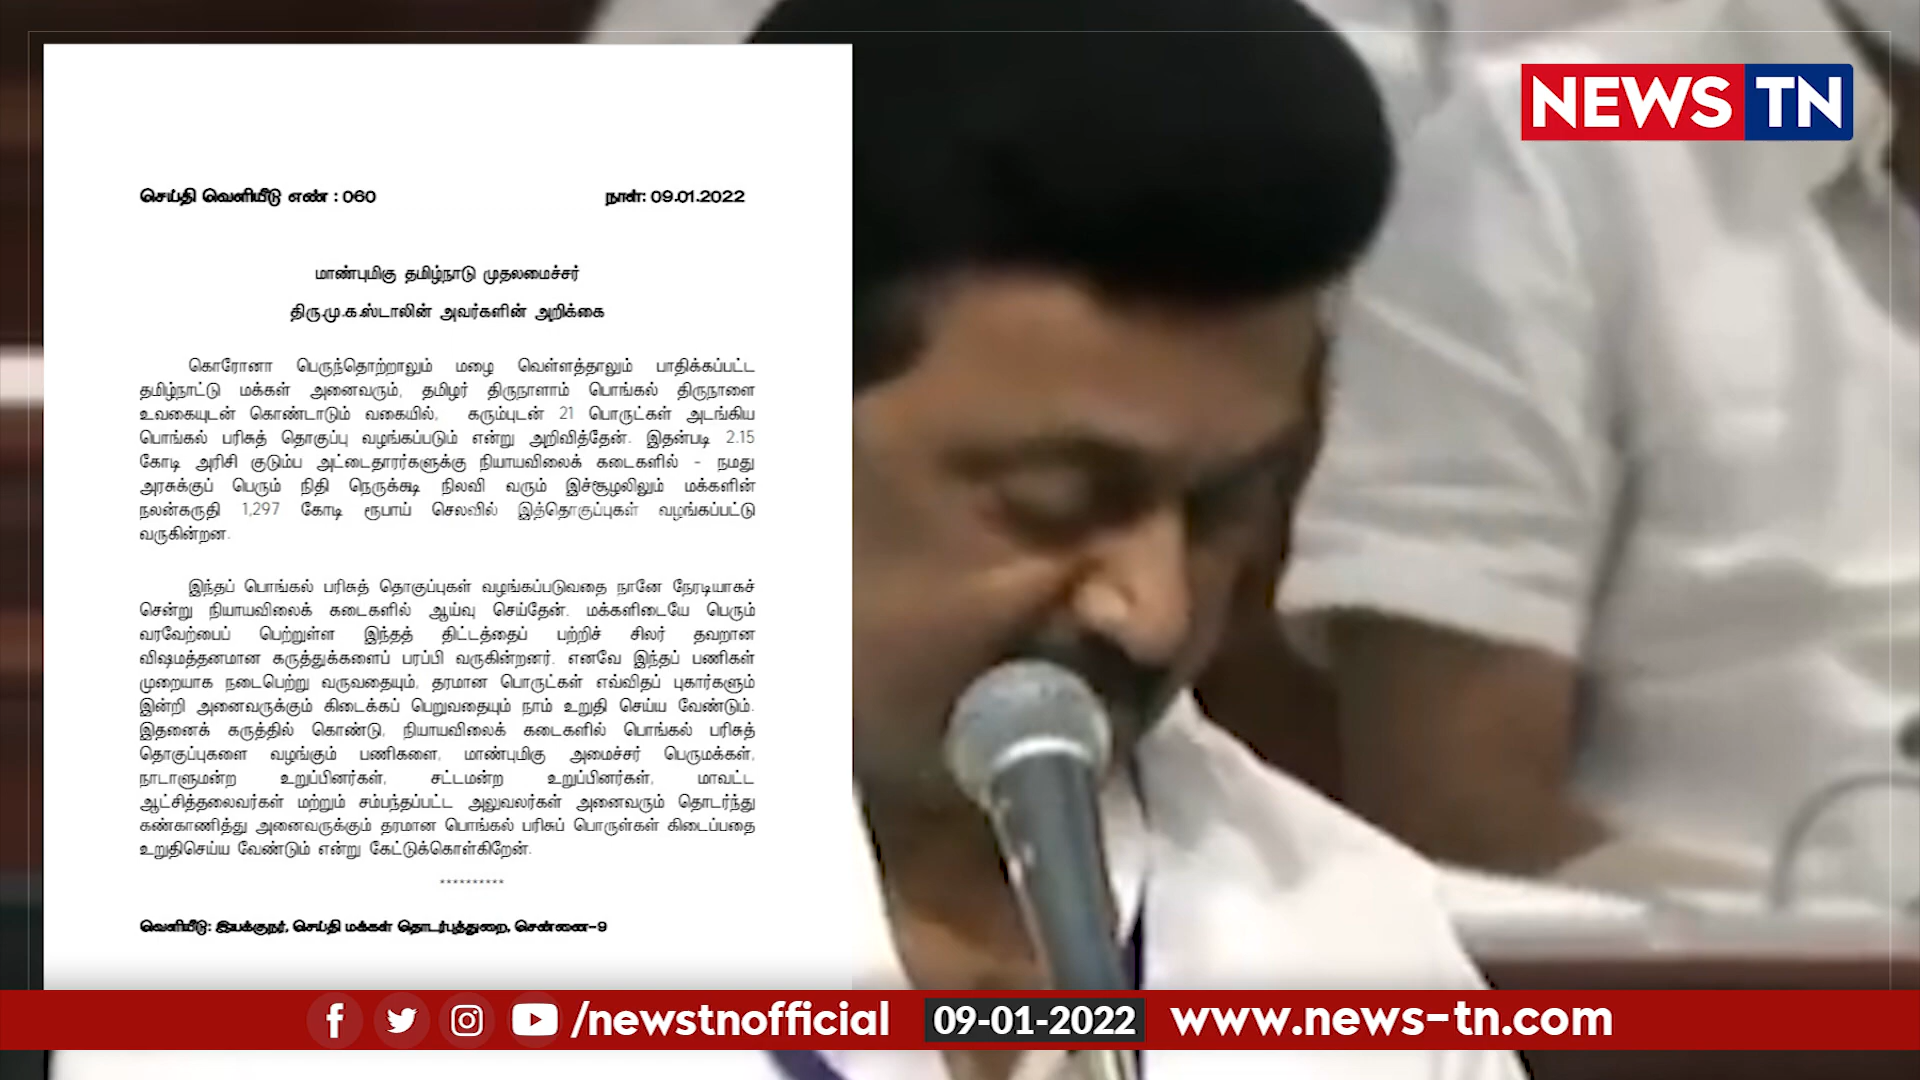 NEWS TN
செய்தி வெளியீடு எண் : 060 நாள்: 09.01.2022
மாண்புமிகு தமிழ்நாடு முதலமைச்சர்
திரு.மு.க.ஸ்டாலின் அவர்களின் அறிக்கை
கொரோனா பெருந்தொற்றாலும் மழை வெள்ளத்தாலும் பாதிக்கப்பட்ட
தமிழ்நாட்டு மக்கள் அனைவரும், தமிழர் திருநாளாம் பொங்கல் திருநாளை
உவகையுடன் கொண்டாடும் வகையில், கரும்புடன் 21 பொருட்கள் அடங்கிய
பொங்கல் பரிசுத் தொகுப்பு வழங்கப்படும் என்று அறிவித்தேன். இதன்படி 2.15
கோடி அரிசி குடும்ப அட்டைதாரர்களுக்கு நியாயவிலைக் கடைகளில் - நமது
அரசுக்குப் பெரும் நிதி நெருக்கடி நிலவி வரும் இச்சூழலிலும் மக்களின்
நலன்கருதி 1,297 கோடி ரூபாய் செலவில் இத்தொகுப்புகள் வழங்கப்பட்டு
வருகின்றன.
இந்தப் பொங்கல் பரிசுத் தொகுப்புகள் வழங்கப்படுவதை நானே நேரடியாகச்
சென்று நியாயவிலைக் கடைகளில் ஆய்வு செய்தேன். மக்களிடையே பெரும்
வரவேற்பைப் பெற்றுள்ள இந்தத் திட்டத்தைப் பற்றிச் சிலர் தவறான
விஷமத்தனமான கருத்துக்களைப் பரப்பி வருகின்றனர். எனவே இந்தப் பணிகள்
முறையாக நடைபெற்று வருவதையும், தரமான பொருட்கள் எவ்விதப் புகார்களும்
இன்றி அனைவருக்கும் கிடைக்கப் பெறுவதையும் நாம் உறுதி செய்ய வேண்டும்.
இதனைக் கருத்தில் கொண்டு, நியாயவிலைக் கடைகளில் பொங்கல் பரிசுத்
தொகுப்புகளை வழங்கும் பணிகளை, மாண்புமிகு அமைச்சர் பெருமக்கள்,
நாடாளுமன்ற உறுப்பினர்கள், சட்டமன்ற உறுப்பினர்கள், மாவட்ட
ஆட்சித்தலைவர்கள் மற்றும் சம்பந்தப்பட்ட அலுவலர்கள் அனைவரும் தொடர்ந்து
கண்காணித்து அனைவருக்கும் தரமான பொங்கல் பரிசுப் பொருள்கள் கிடைப்பதை
உறுதிசெய்ய வேண்டும் என்று கேட்டுக்கொள்கிறேன்.
**********
வெளியீடு: இயக்குநர், செய்தி மக்கள் தொடர்புத்துறை, சென்னை-9
/newstnofficial 09-01-2022 www.news-tn.com